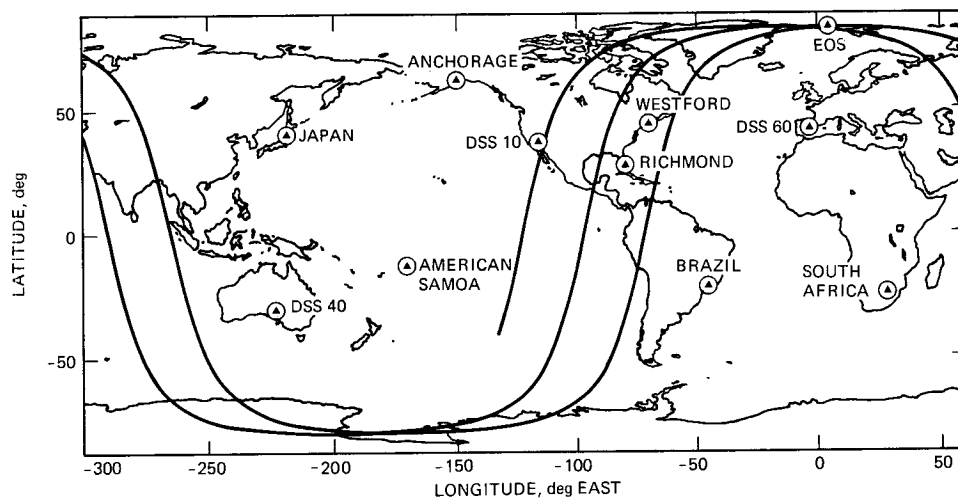 EOS
ANCHORAGE
WESTFORD
50
JAPAN
DSS 10
DSS 60
RICHMOND
LATITUDE, deg
0
AMERICAN
SAMOA
BRAZIL
SOUTH
AFRICA
DSS 40
-50
-300
-250
-200
-150
-100
-50
0
50
LONGITUDE, deg EAST